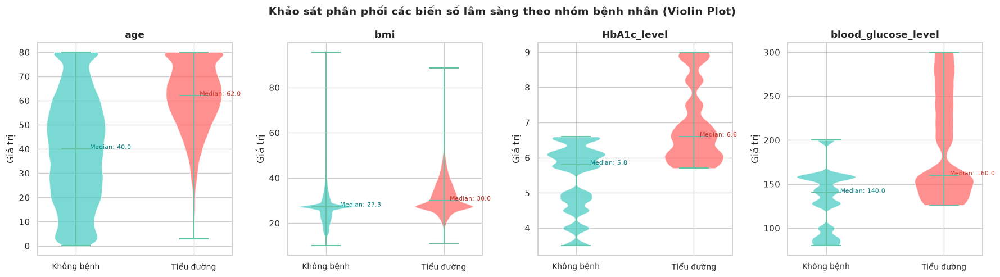 Khảo sát phân phối các biến số lâm sàng theo nhóm bệnh nhân (Violin Plot)
age
Giá trị
80
70
60
50
40
30
20
10
0
Median: 40.0
Median: 62.0
Không bệnh
Tiểu đường
bmi
Giá trị
80
60
40
20
Median: 27.3
Median: 30.0
Không bệnh
Tiểu đường
HbA1c_level
Giá trị
9
8
7
6
5
4
Median: 5.8
Median: 6.6
Không bệnh
Tiểu đường
blood_glucose_level
Giá trị
300
250
200
150
100
Median: 140.0
Median: 160.0
Không bệnh
Tiểu đường